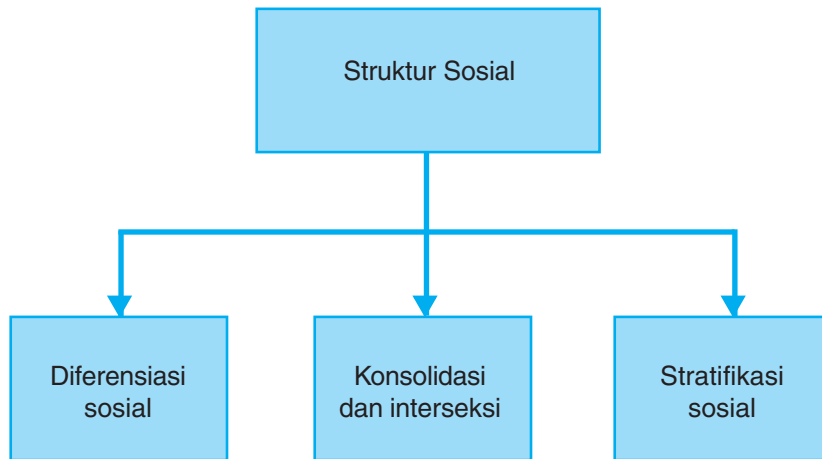 Struktur Sosial
Diferensiasi
sosial
Konsolidasi
dan interseksi
Stratifikasi
sosial